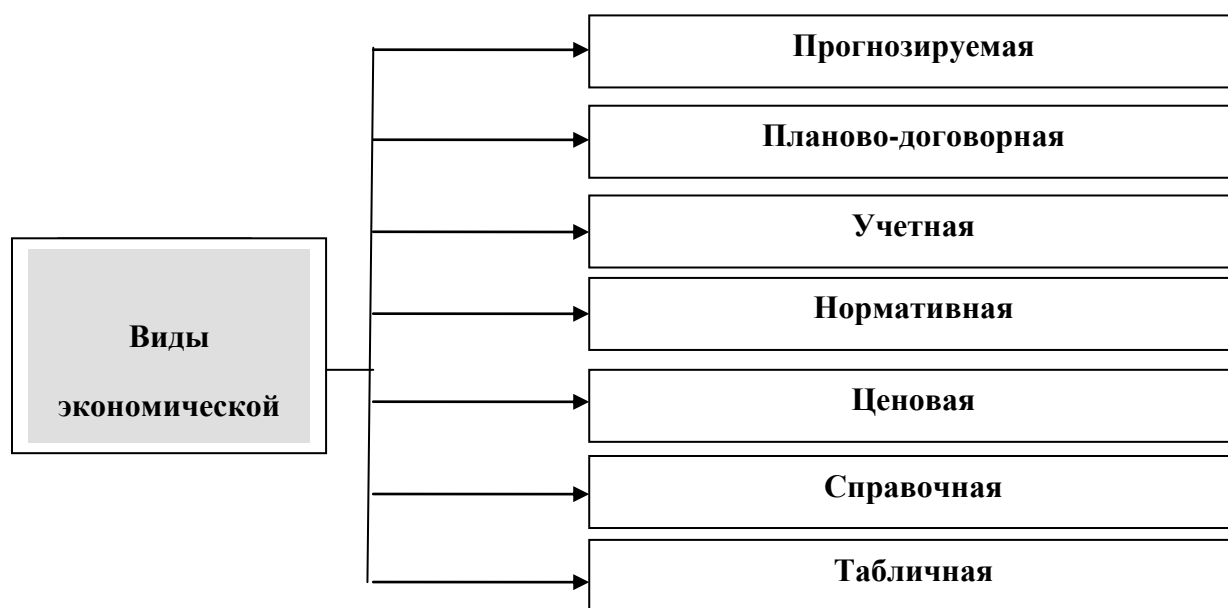 Прогнозируемая
Планово-договорная
Учетная
Нормативная
Виды
экономической
Ценовая
Справочная
Табличная